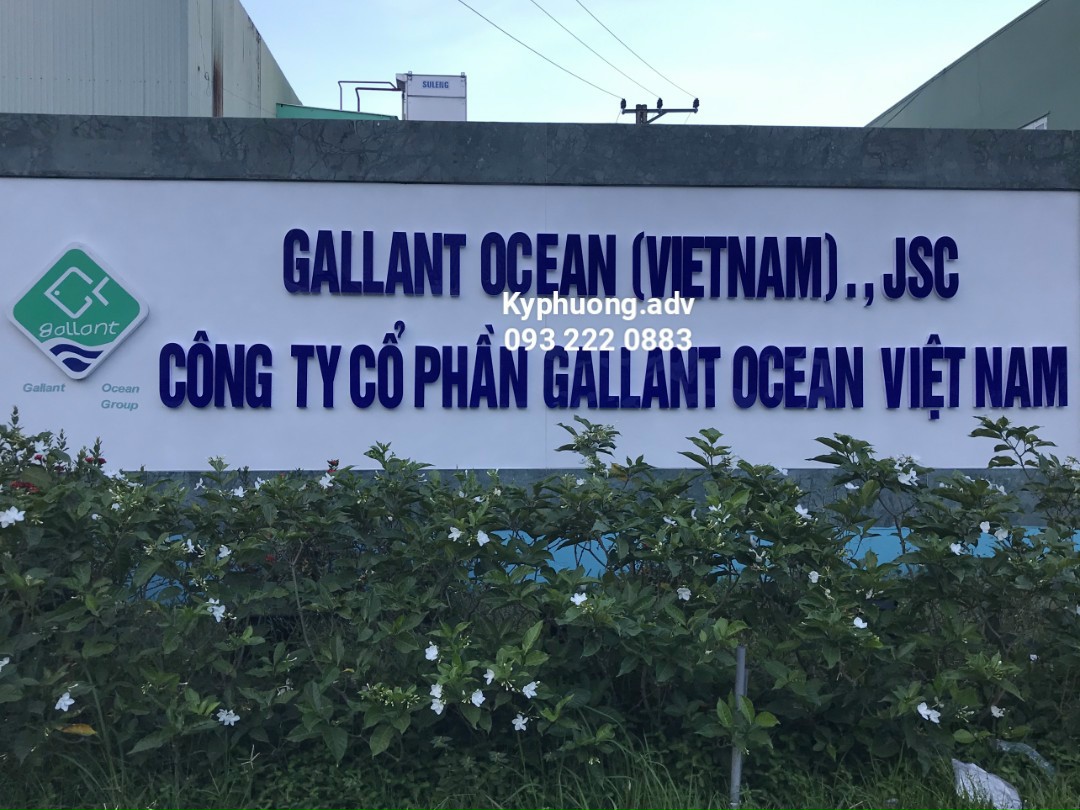 SULENG
GALLANT OCEAN (VIETNAM).,JSC
Kyphuong.adv
093 222 0883
CÔNG TY CỔ PHẦN GALLANT OCEAN VIỆT NAM
gallant
Gallant Ocean
Group